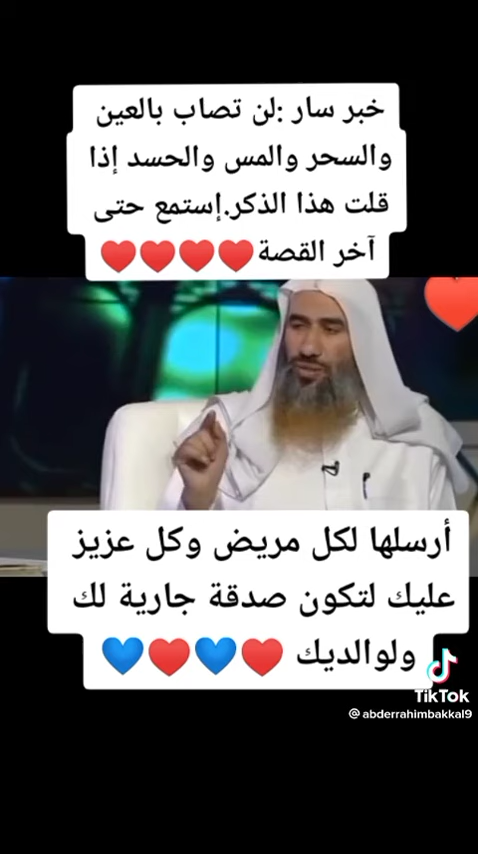 خبر سار :لن تصاب بالعين
والسحر والمس والحسد إذا
قلت هذا الذكر.إستمع حتى
آخر القصة♥️♥️♥️♥️
أرسلها لكل مريض وكل عزيز
عليك لتكون صدقة جارية لك
ولوالديك ♥️💙♥️💙
TikTok
@abderrahimbakkal9